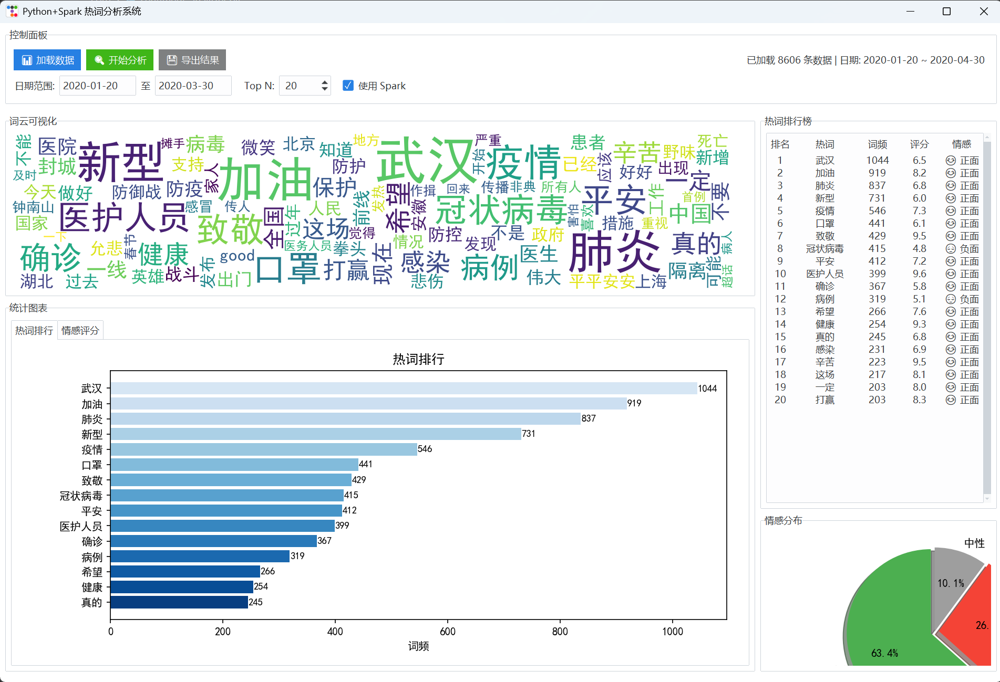 Python+Spark 热词分析系统
控制面板
加载数据 开始分析 导出结果 已加载 8606 条数据 | 日期: 2020-01-20 ~ 2020-04-30
日期范围: 2020-01-20 至 2020-03-30 Top N: 20 使用 Spark
词云可视化
不能 医院 新型 摊手 病毒 微笑 北京 知道 地方 武汉 严重 疫情 患者 辛苦 野味 死亡
封城 支持 家人 加油 防护 开始 已经 应该 好好 出现 新增
及时 今天 做好 防御战 防疫 保护 发热 希望 作揖 回来 传播 非典 所有人 平安 工作 一定 首例 不要
钟南山 医护人员 感冒 传人 人民 前线 安徽 冠状病毒 害怕 喜欢 措施 重视 中国
国家 致敬 全国 过年 这场 觉得 防控 不是 政府
一下 春节 医务人员 情况 肺炎 真的 病人
确诊 允悲 健康 拳头 现在 发现 医生
一线 发布 good 口罩 打赢 感染 病例 隔离 可能 超话
湖北 过去 英雄 战斗 出门 悲伤 伟大 平平安安 上海
统计图表
热词排行 情感评分
热词排行
武汉 1044
加油 919
肺炎 837
新型 731
疫情 546
口罩 441
致敬 429
冠状病毒 415
平安 412
医护人员 399
确诊 367
病例 319
希望 266
健康 254
真的 245
0 200 400 600 800 1000
词频
热词排行榜
排名 热词 词频 评分 情感
1 武汉 1044 6.5 正面
2 加油 919 8.2 正面
3 肺炎 837 6.8 正面
4 新型 731 6.0 正面
5 疫情 546 7.3 正面
6 口罩 441 6.1 正面
7 致敬 429 9.5 正面
8 冠状病毒 415 4.8 负面
9 平安 412 7.2 正面
10 医护人员 399 9.6 正面
11 确诊 367 5.8 正面
12 病例 319 5.1 负面
13 希望 266 7.6 正面
14 健康 254 9.3 正面
15 真的 245 6.8 正面
16 感染 231 6.9 正面
17 辛苦 223 9.5 正面
18 这场 217 8.1 正面
19 一定 203 8.0 正面
20 打赢 203 8.3 正面
情感分布
中性
10.1%
26.
63.4%